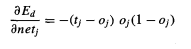 ∂E_d/∂net_j = −(t_j − o_j) o_j(1 − o_j)